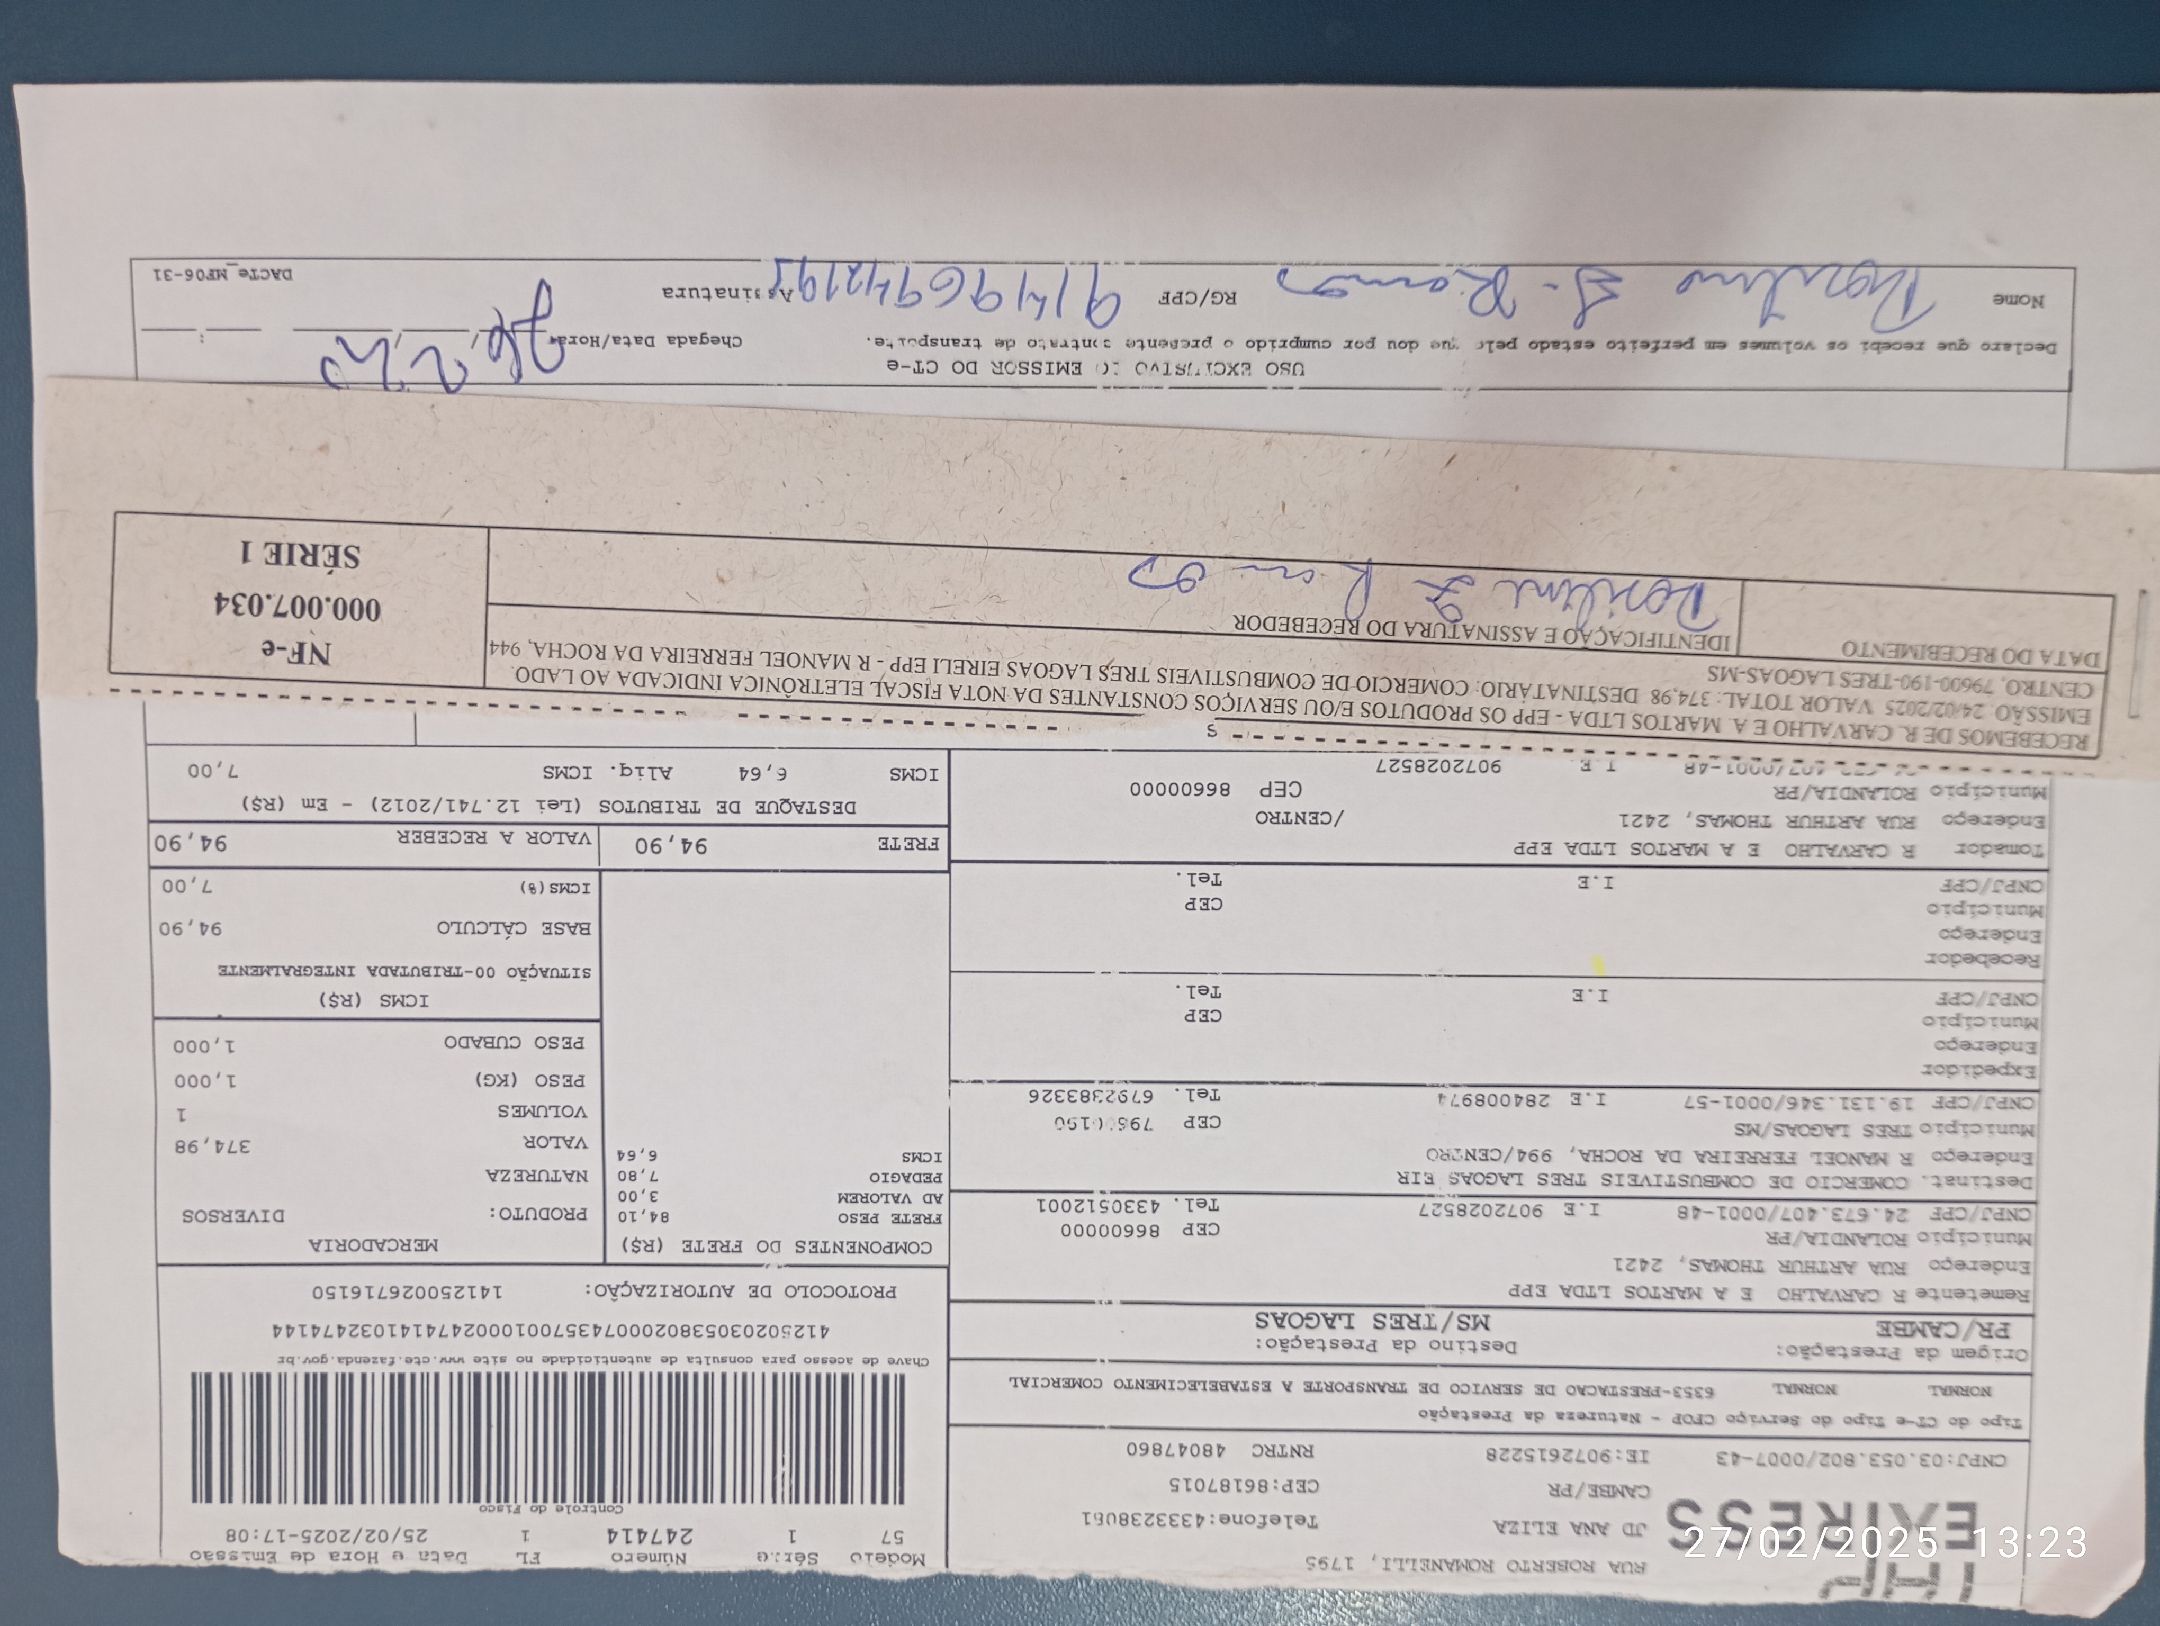 RUA ROBERTO ROMANELLI, 1795
JD ANA ELIZA Telefone:4333238061
EXPRESS
CAMBE/PR CEP:86187015
CNPJ:03.053.802/0007-43 IE:9072615228 RNTRC 48047860
Modelo Série Número FL Data e Hora de Emissao
57 1 247414 1 25/02/2025-17:08
Controle do Fisco
Chave de acesso para consulta de autenticidade no site www.cte.fazenda.gov.br
PROTOCOLO DE AUTORIZAÇÃO: 141250026716150
Tipo do CT-e Tipo do Serviço CFOP - Natureza da Prestação
NORMAL NORMAL 6353-PRESTACAO DE SERVICO DE TRANSPORTE A ESTABELECIMENTO COMERCIAL
Origem da Prestação: Destino da Prestação:
PR/CAMBE MS/TRES LAGOAS
Remetente R CARVALHO E A MARTOS LTDA EPP
Endereço RUA ARTHUR THOMAS, 2421
Município ROLANDIA/PR CEP 86600000
CNPJ/CPF 24.673.407/0001-48 I.E 9072028527 Tel. 4330512001
Destinat. COMERCIO DE COMBUSTIVEIS TRES LAGOAS EIR
Endereço R MANOEL FERREIRA DA ROCHA, 994/CENTRO
Município TRES LAGOAS/MS CEP
CNPJ/CPF 19.131.346/0001-57 I.E 284008974 Tel. 6792383326
Expedidor
Endereço
Município CEP
CNPJ/CPF I.E Tel.
Recebedor
Endereço
Município CEP
CNPJ/CPF I.E Tel.
Tomador R CARVALHO E A MARTOS LTDA EPP
Endereço RUA ARTHUR THOMAS, 2421 /CENTRO
Município ROLANDIA/PR CEP 86600000
I.E. 9072028527
COMPONENTES DO FRETE (R$)
FRETE PESO 84,10
AD VALOREM 3,00
PEDAGIO 7,80
ICMS 6,64
MERCADORIA
PRODUTO: DIVERSOS
NATUREZA
VALOR 374,98
VOLUMES 1
PESO (KG) 1,000
PESO CUBADO 1,000
ICMS (R$)
SITUAÇÃO 00-TRIBUTADA INTEGRALMENTE
BASE CÁLCULO 94,90
ICMS(%) 7,00
FRETE 94,90 VALOR A RECEBER 94,90
DESTAQUE DE TRIBUTOS (Lei 12.741/2012) - Em (R$)
ICMS 6,64 Aliq. ICMS 7,00
S
RECEBEMOS DE R. CARVALHO E A. MARTOS LTDA - EPP OS PRODUTOS E/OU SERVIÇOS CONSTANTES DA NOTA FISCAL ELETRÔNICA INDICADA AO LADO.
EMISSÃO: 24/02/2025 VALOR TOTAL: 374,98 DESTINATÁRIO: COMERCIO DE COMBUSTIVEIS TRES LAGOAS EIRELI EPP - R MANOEL FERREIRA DA ROCHA, 944
CENTRO, 79600-190-TRES LAGOAS-MS
DATA DO RECEBIMENTO IDENTIFICAÇÃO E ASSINATURA DO RECEBEDOR
NF-e
000.007.034
SÉRIE 1
USO EXCLUSIVO DO EMISSOR DO CT-e
Declaro que recebi os volumes em perfeito estado pelo que dou por cumprido o presente contrato de transporte.
Chegada Data/Hora: / / :
Nome RG/CPF Assinatura
DACTe_MP06-31
27/02/2025 13:23